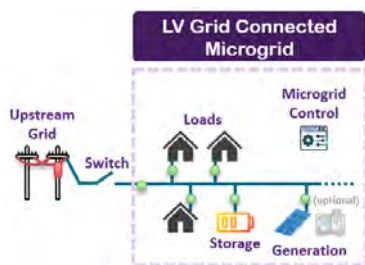 LV Grid Connected
Microgrid
Upstream
Grid
Switch
Loads
Microgrid
Control
(optional)
Storage
Generation